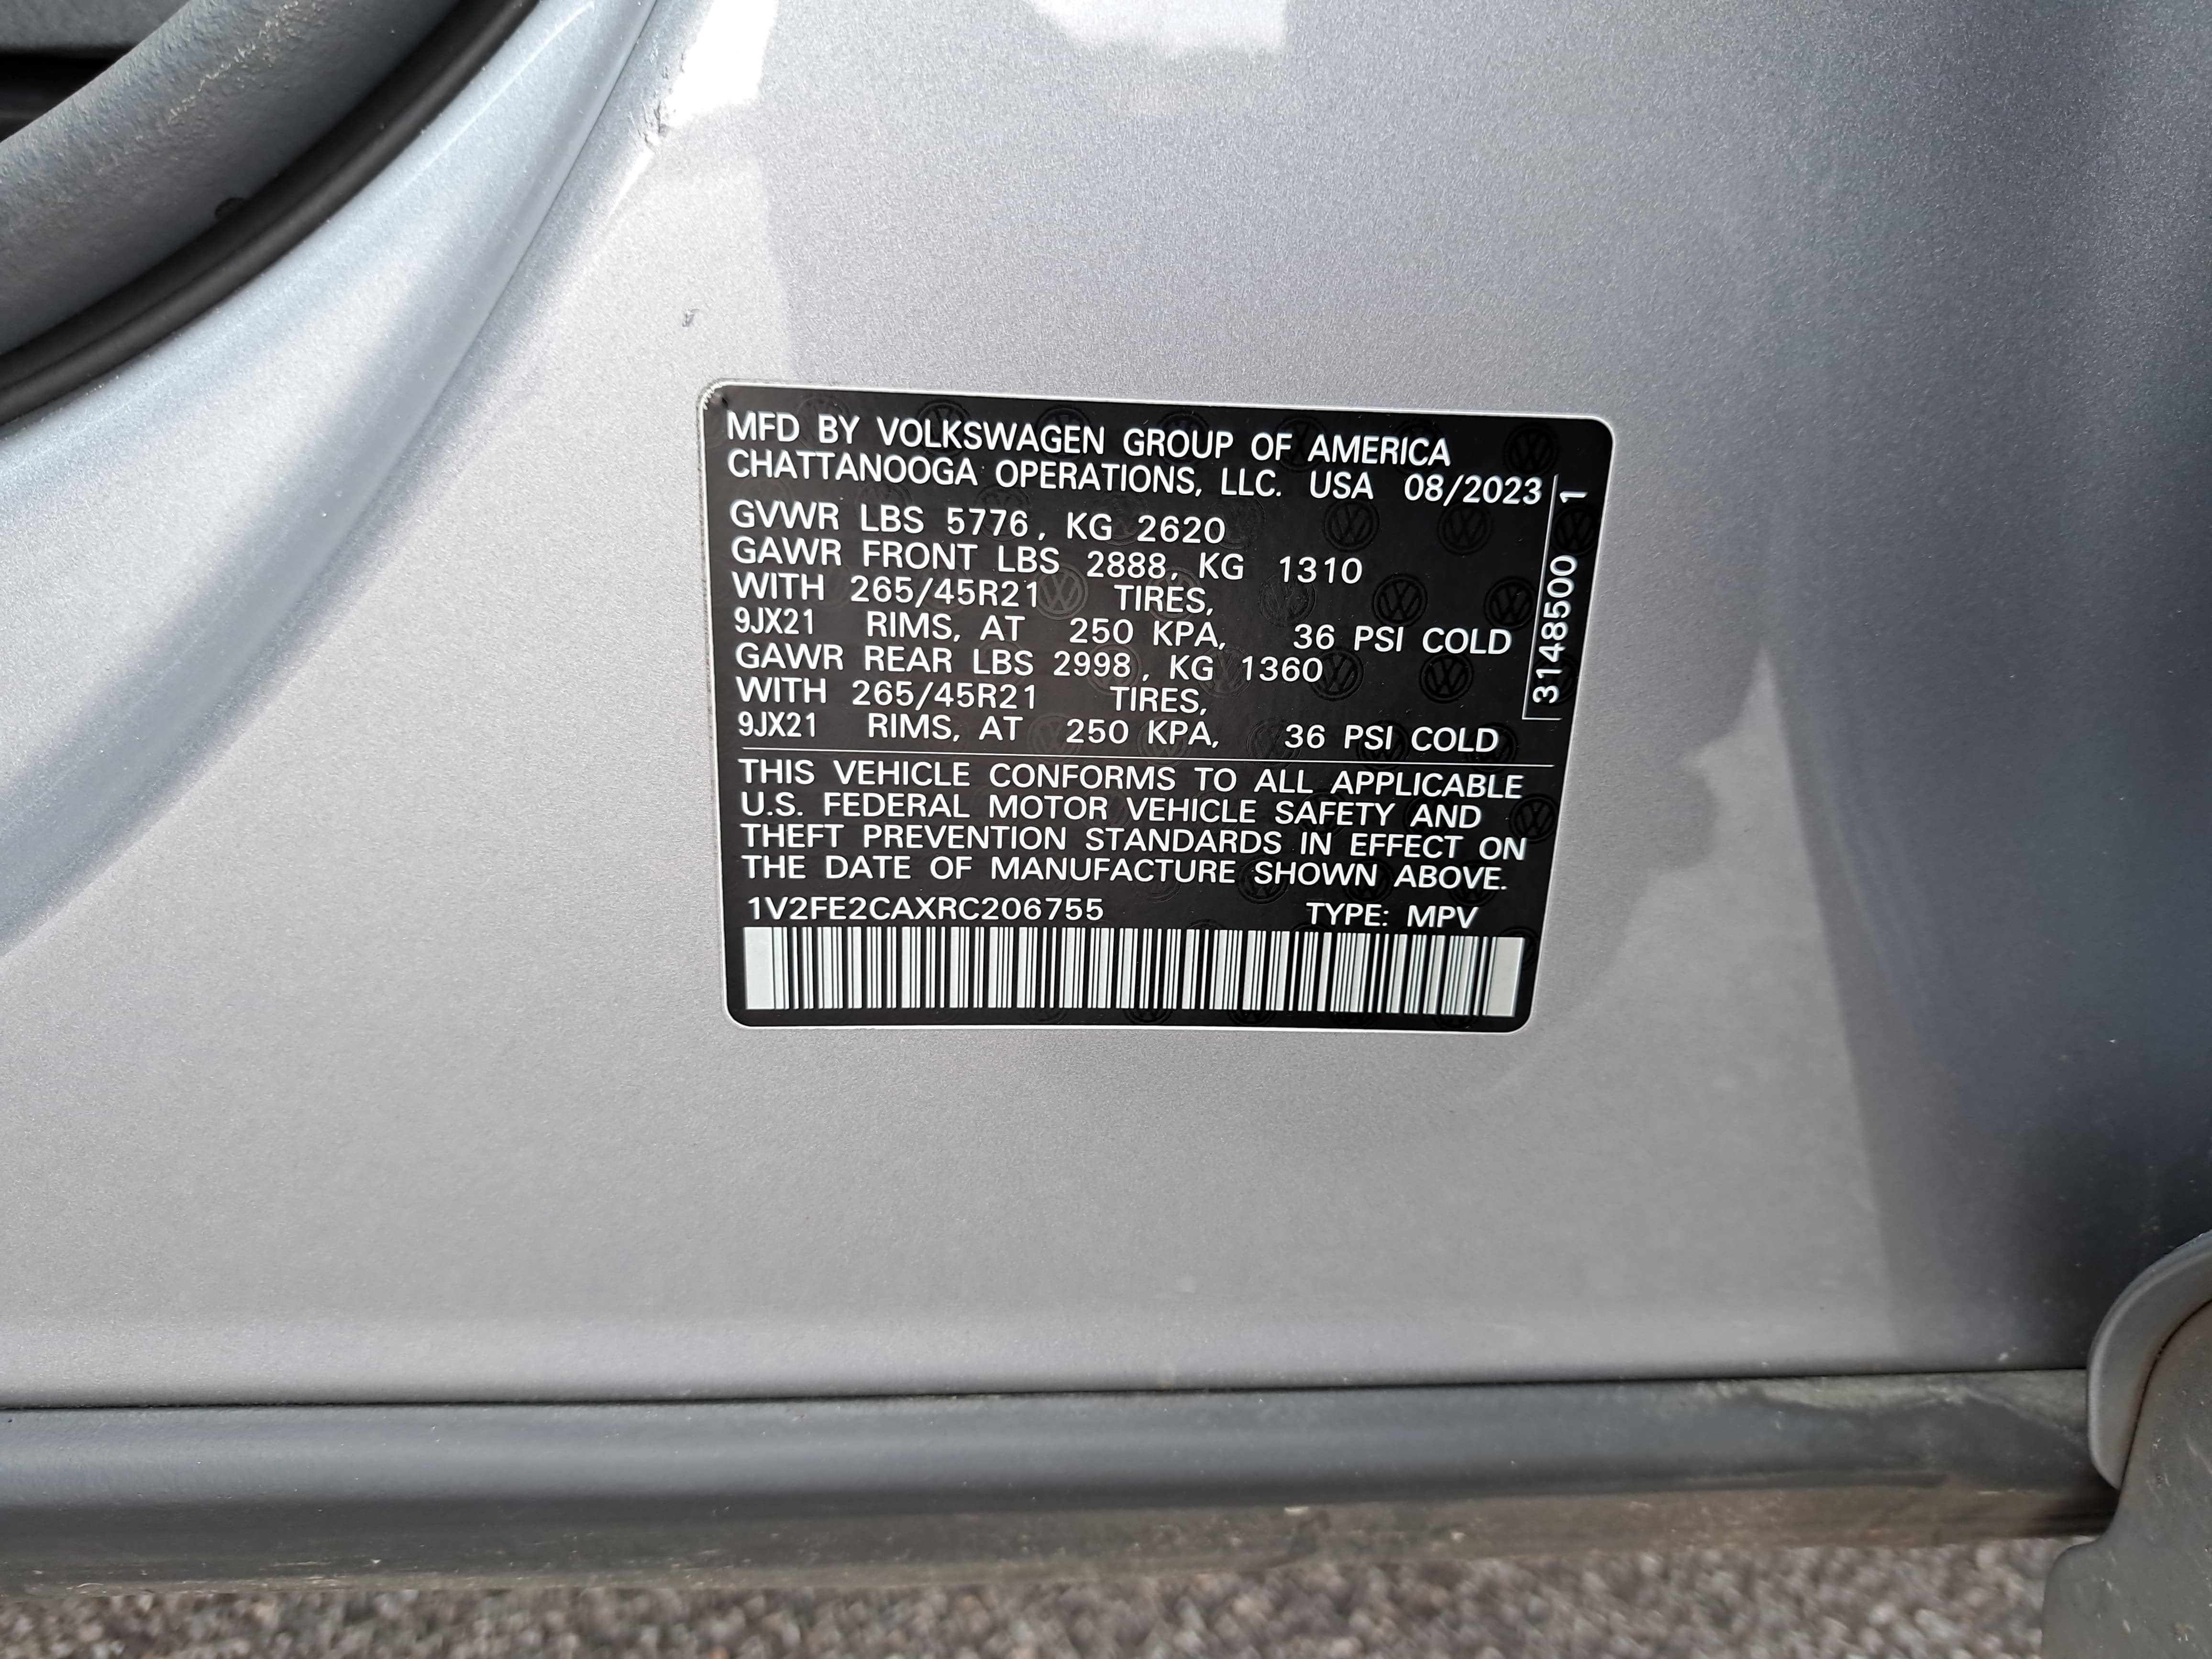 MFD BY VOLKSWAGEN GROUP OF AMERICA
CHATTANOOGA OPERATIONS, LLC. USA 08/2023
GVWR LBS 5776, KG 2620
GAWR FRONT LBS 2888, KG 1310
WITH 265/45R21 TIRES,
9JX21 RIMS, AT 250 KPA, 36 PSI COLD
GAWR REAR LBS 2998, KG 1360
WITH 265/45R21 TIRES,
9JX21 RIMS, AT 250 KPA, 36 PSI COLD
3148500 1
THIS VEHICLE CONFORMS TO ALL APPLICABLE
U.S. FEDERAL MOTOR VEHICLE SAFETY AND
THEFT PREVENTION STANDARDS IN EFFECT ON
THE DATE OF MANUFACTURE SHOWN ABOVE.
1V2FE2CAXRC206755 TYPE: MPV